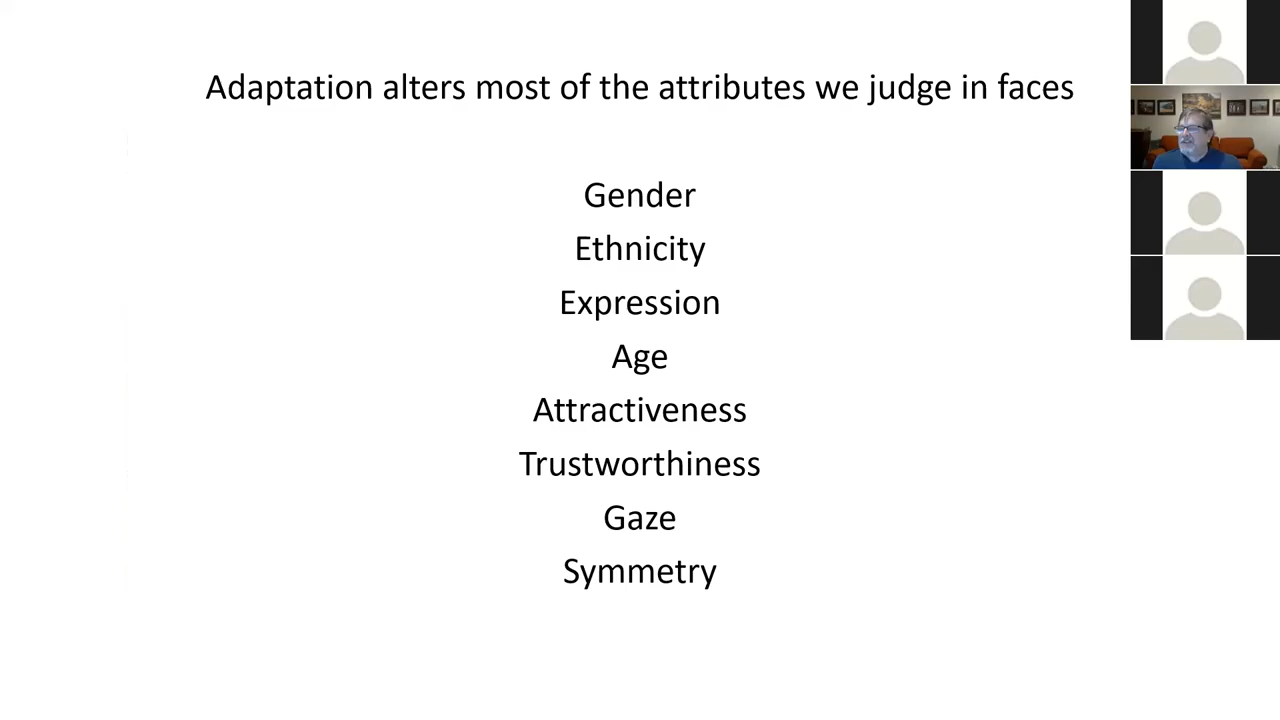 Adaptation alters most of the attributes we judge in faces
Gender
Ethnicity
Expression
Age
Attractiveness
Trustworthiness
Gaze
Symmetry